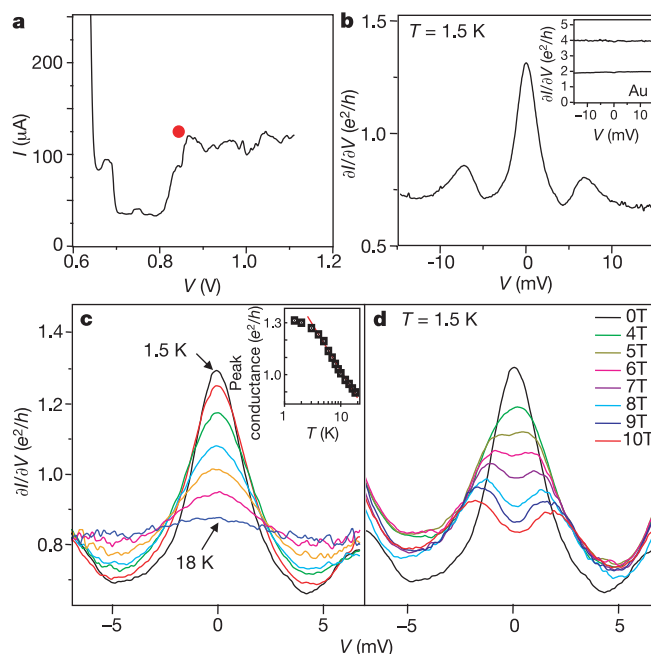 a
250
200
150
100
50
0
I (µA)
0.6 0.8 1.0 1.2
V (V)
b
T = 1.5 K
1.5
1.0
0.5
∂I/∂V (e²/h)
−10 0 10
V (mV)
5
4
3
2
1
0
∂I/∂V (e²/h)
Au
−10 0 10
V (mV)
c
1.4
1.2
1.0
0.8
∂I/∂V (e²/h)
1.5 K
18 K
−5 0 5
1.3
1.0
Peak
conductance (e²/h)
1 10
T (K)
d
T = 1.5 K
0T
4T
5T
6T
7T
8T
9T
10T
−5 0 5
V (mV)